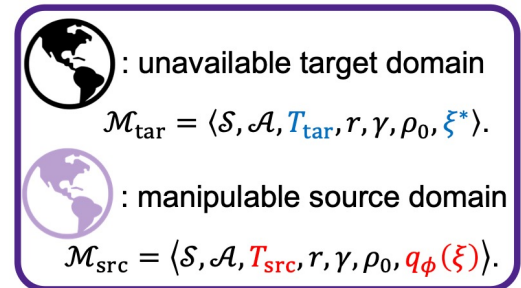 : unavailable target domain
ℳ_tar = ⟨𝒮, 𝒜, T_tar, r, γ, ρ_0, ξ*⟩.
: manipulable source domain
ℳ_src = ⟨𝒮, 𝒜, T_src, r, γ, ρ_0, q_ϕ(ξ)⟩.